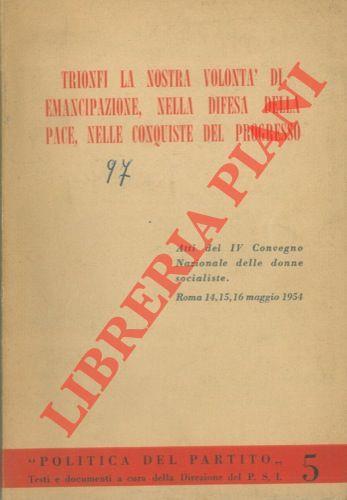 TRIONFI LA NOSTRA VOLONTA' DI
EMANCIPAZIONE, NELLA DIFESA DELLA
PACE, NELLE CONQUISTE DEL PROGRESSO
97
Atti del IV Convegno
Nazionale delle donne
socialiste.
Roma 14, 15, 16 maggio 1954
LIBRERIA PIANI
"POLITICA DEL PARTITO„ 5
Testi e documenti a cura della Direzione del P. S. I.